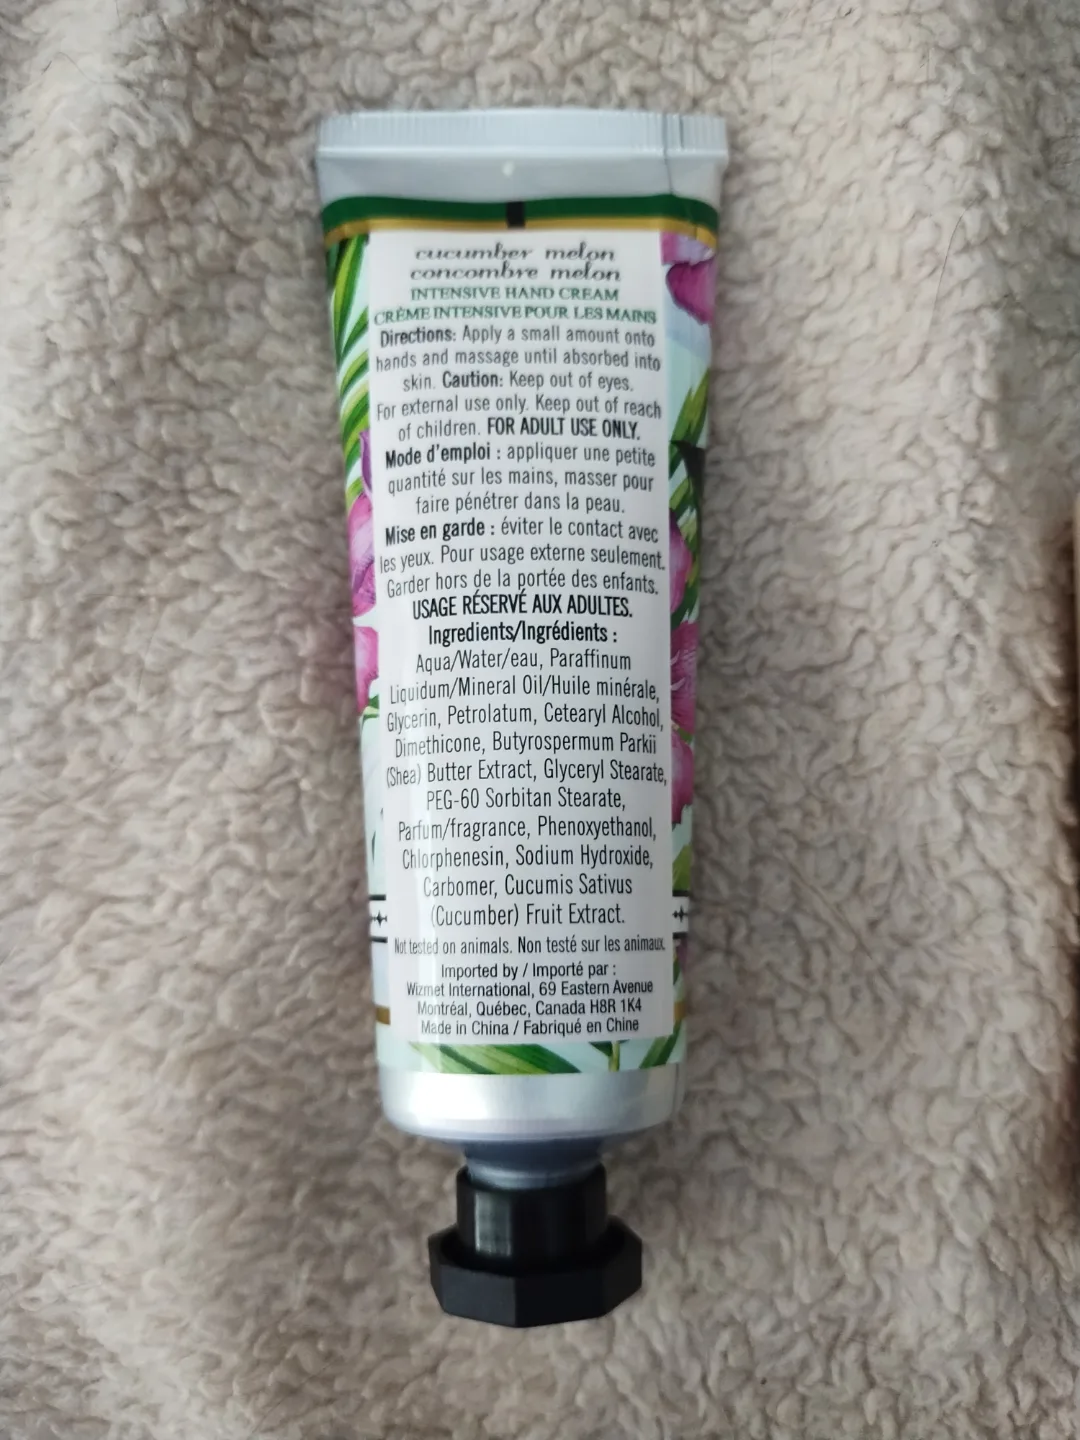 cucumber melon
concombre melon
INTENSIVE HAND CREAM
CRÈME INTENSIVE POUR LES MAINS
Directions: Apply a small amount onto
hands and massage until absorbed into
skin. Caution: Keep out of eyes.
For external use only. Keep out of reach
of children. FOR ADULT USE ONLY.
Mode d'emploi : appliquer une petite
quantité sur les mains, masser pour
faire pénétrer dans la peau.
Mise en garde : éviter le contact avec
les yeux. Pour usage externe seulement.
Garder hors de la portée des enfants.
USAGE RÉSERVÉ AUX ADULTES.
Ingredients/Ingrédients :
Aqua/Water/eau, Paraffinum
Liquidum/Mineral Oil/Huile minérale,
Glycerin, Petrolatum, Cetearyl Alcohol,
Dimethicone, Butyrospermum Parkii
(Shea) Butter Extract, Glyceryl Stearate,
PEG-60 Sorbitan Stearate,
Parfum/fragrance, Phenoxyethanol,
Chlorphenesin, Sodium Hydroxide,
Carbomer, Cucumis Sativus
(Cucumber) Fruit Extract.
Not tested on animals. Non testé sur les animaux.
Imported by / Importé par :
Wizmet International, 69 Eastern Avenue
Montréal, Québec, Canada H8R 1K4
Made in China / Fabriqué en Chine